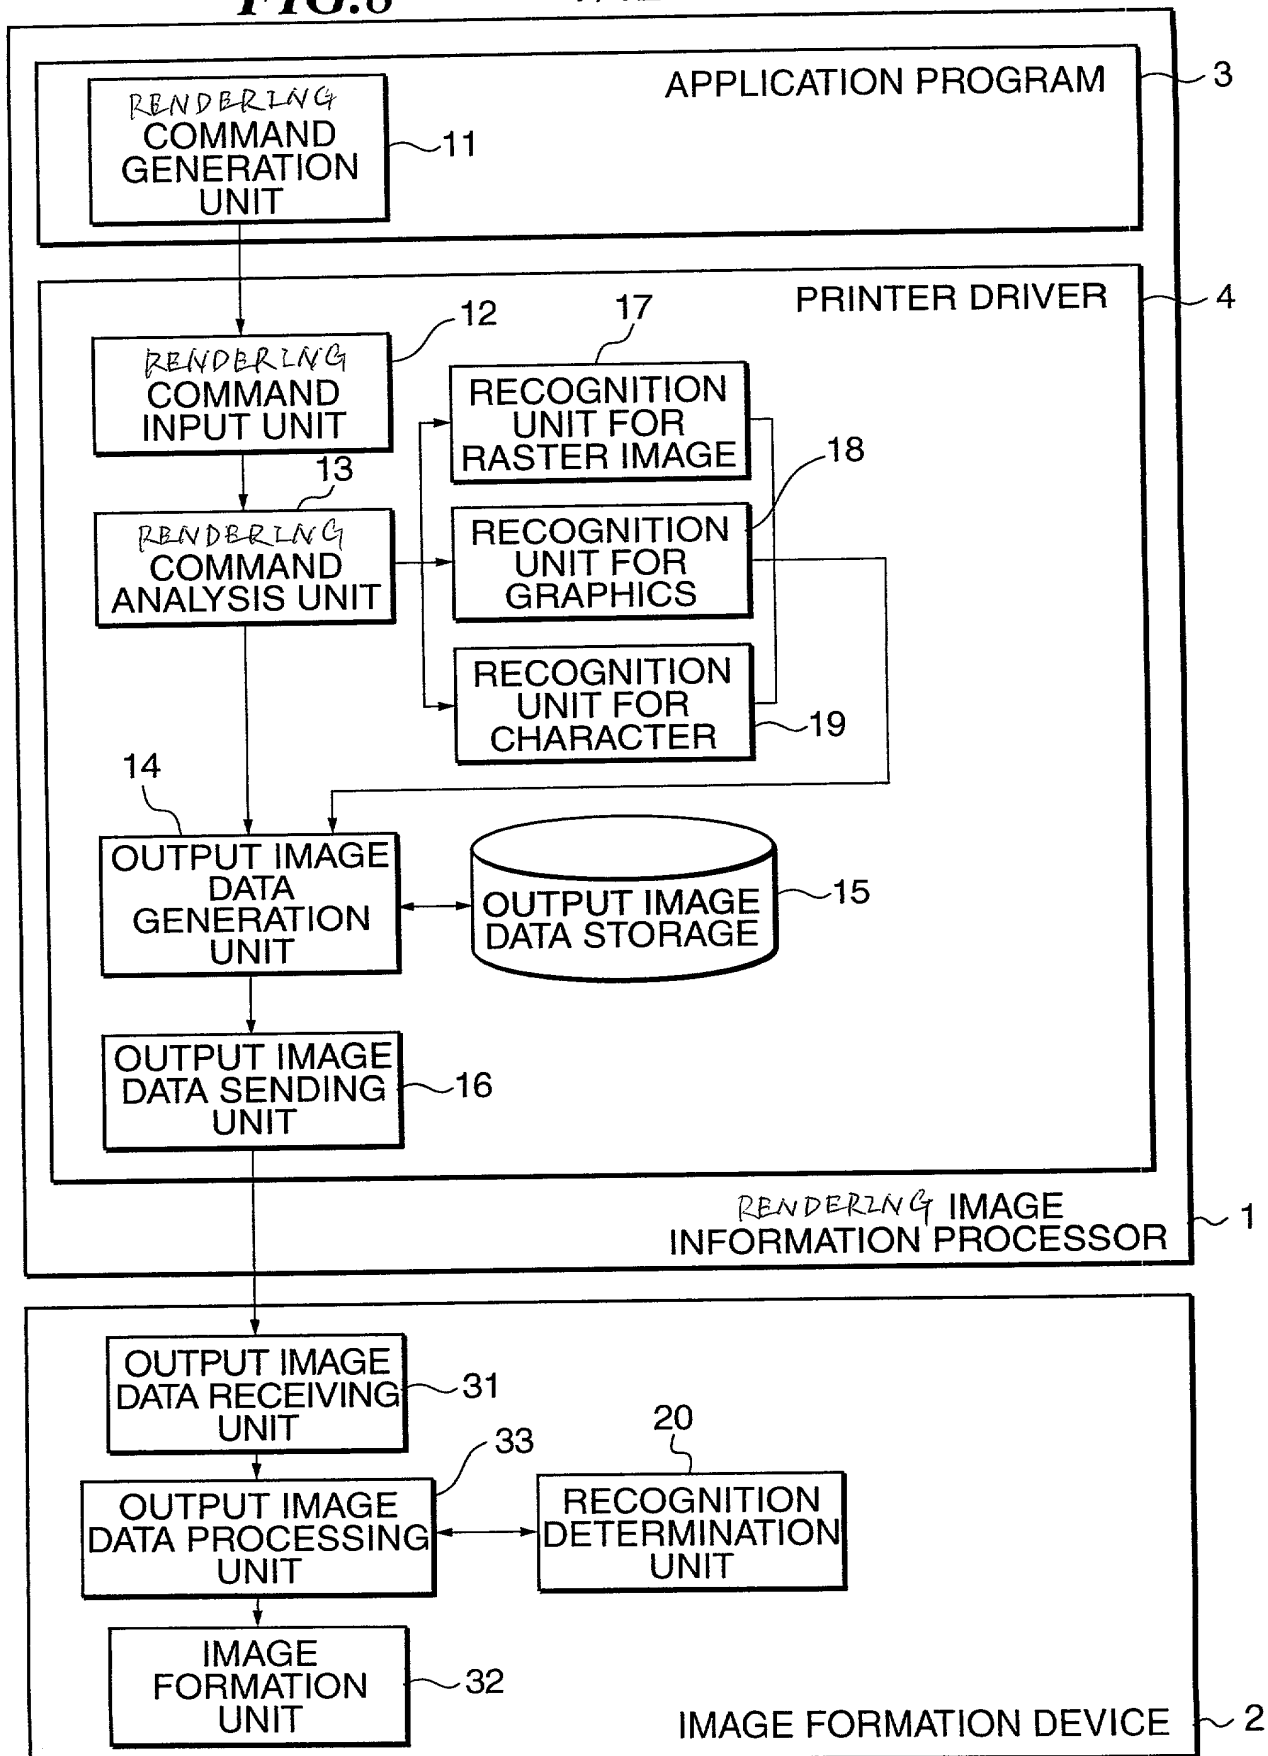 FIG.8
APPLICATION PROGRAM
3
RENDERING
COMMAND
GENERATION
UNIT
11
PRINTER DRIVER
4
12
17
RENDERING
COMMAND
INPUT UNIT
RECOGNITION
UNIT FOR
RASTER IMAGE
13
18
RENDERING
COMMAND
ANALYSIS UNIT
RECOGNITION
UNIT FOR
GRAPHICS
RECOGNITION
UNIT FOR
CHARACTER
19
14
OUTPUT IMAGE
DATA
GENERATION
UNIT
OUTPUT IMAGE
DATA STORAGE
15
OUTPUT IMAGE
DATA SENDING
UNIT
16
RENDERING IMAGE
INFORMATION PROCESSOR
1
OUTPUT IMAGE
DATA RECEIVING
UNIT
31
33
20
OUTPUT IMAGE
DATA PROCESSING
UNIT
RECOGNITION
DETERMINATION
UNIT
IMAGE
FORMATION
UNIT
32
IMAGE FORMATION DEVICE
2